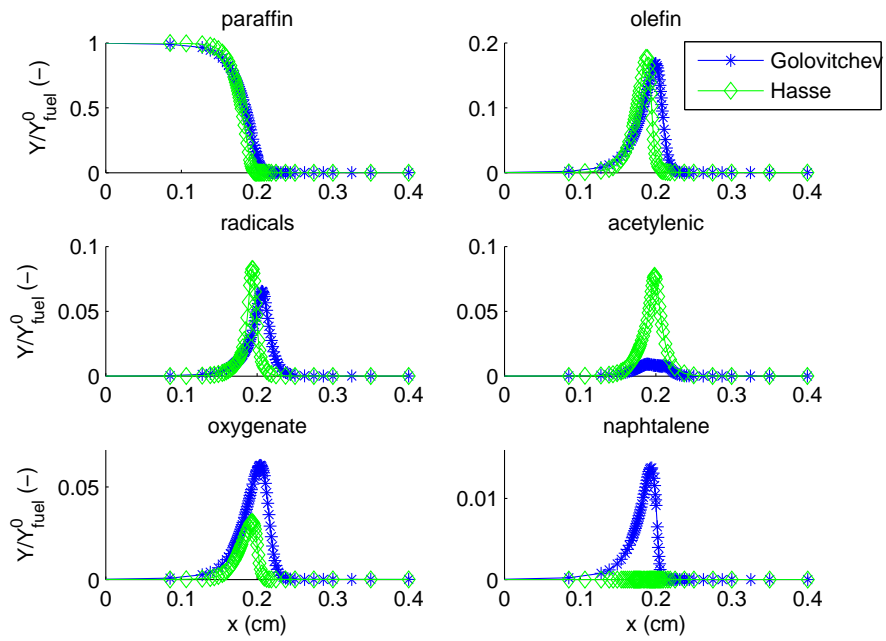 paraffin
olefin
Y/Y⁰fuel (−)
1
0.5
0
0 0.1 0.2 0.3 0.4
0.2
0.1
0
0 0.1 0.2 0.3 0.4
Golovitchev
Hasse
radicals
acetylenic
Y/Y⁰fuel (−)
0.1
0.05
0
0 0.1 0.2 0.3 0.4
0.1
0.05
0
0 0.1 0.2 0.3 0.4
oxygenate
naphtalene
Y/Y⁰fuel (−)
0.05
0
0 0.1 0.2 0.3 0.4
x (cm)
0.01
0
0 0.1 0.2 0.3 0.4
x (cm)